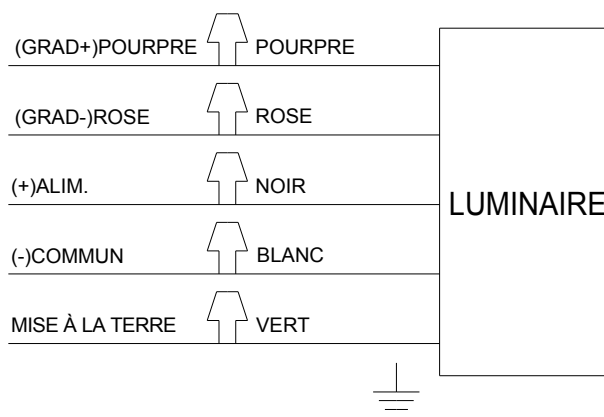 (GRAD+)POURPRE POURPRE
(GRAD-)ROSE ROSE
(+)ALIM. NOIR
LUMINAIRE
(-)COMMUN BLANC
MISE À LA TERRE VERT